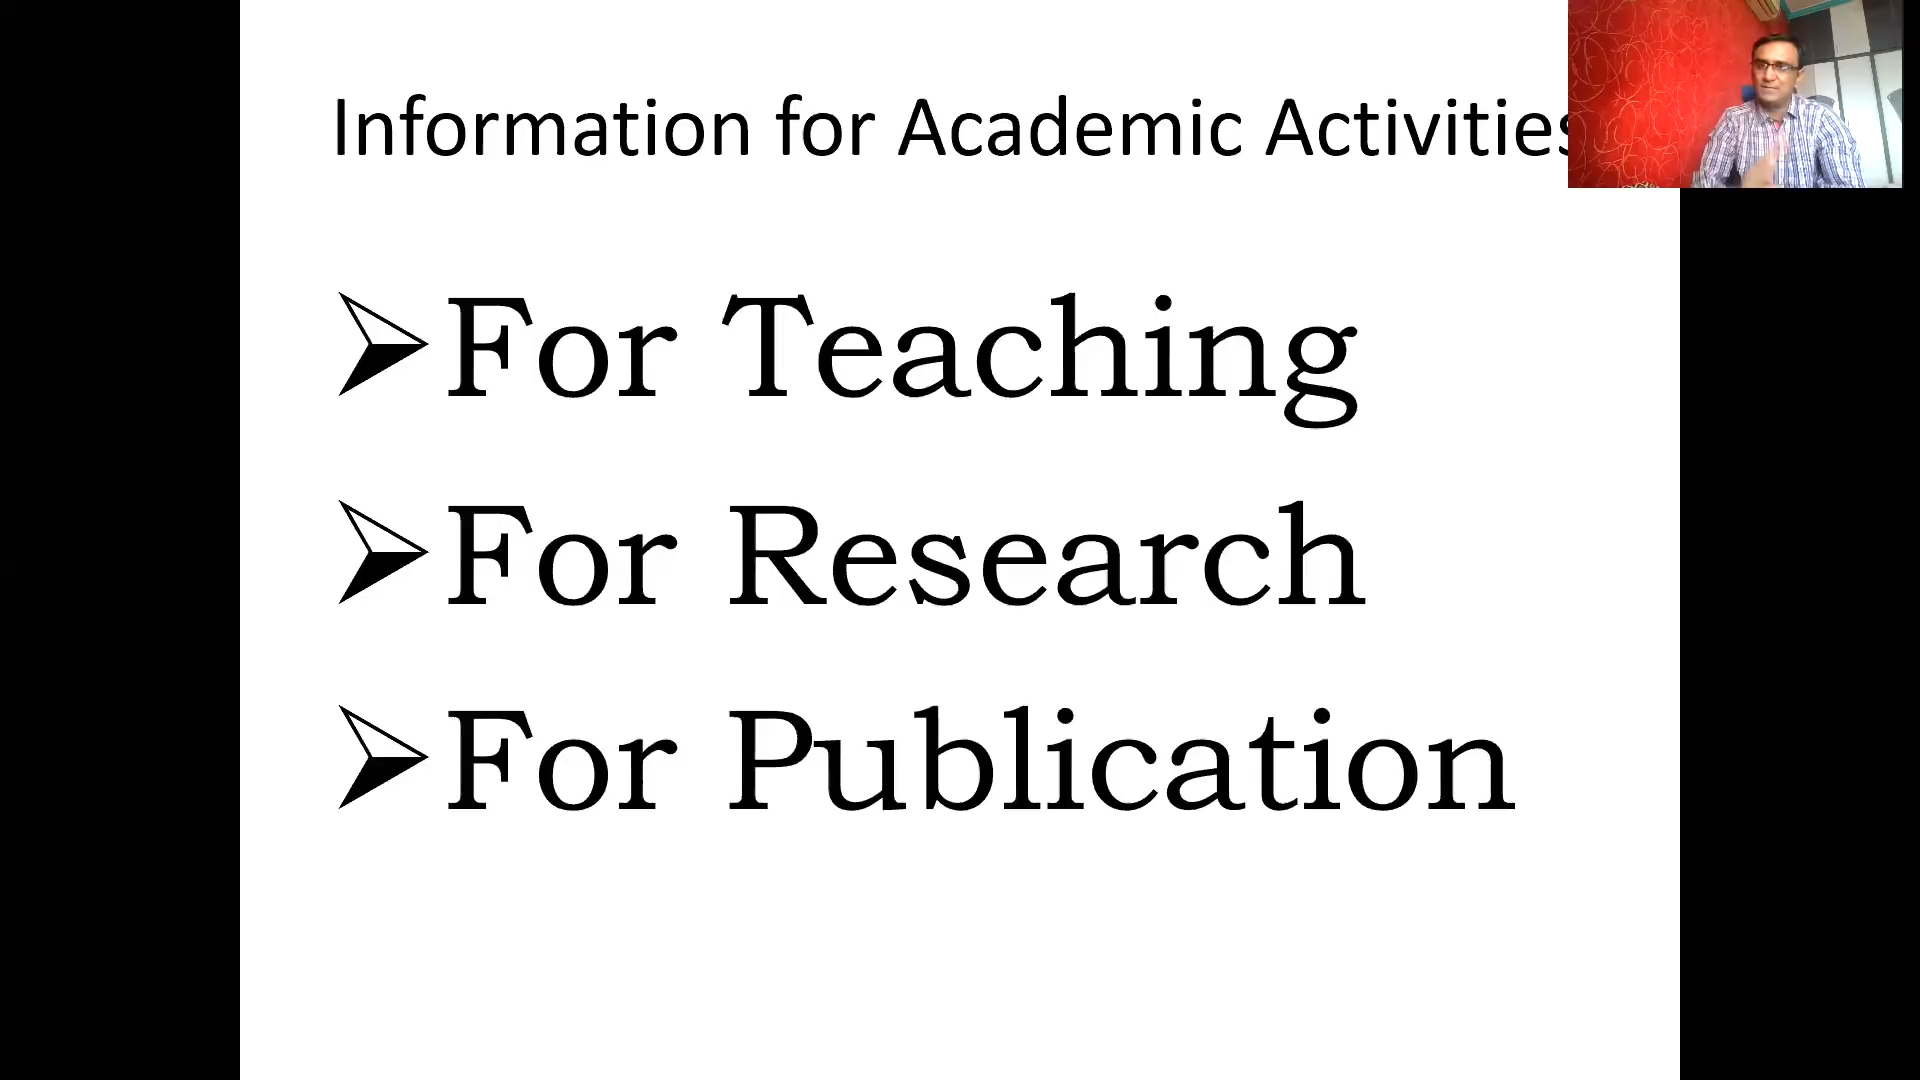 Information for Academic Activities
For Teaching
For Research
For Publication